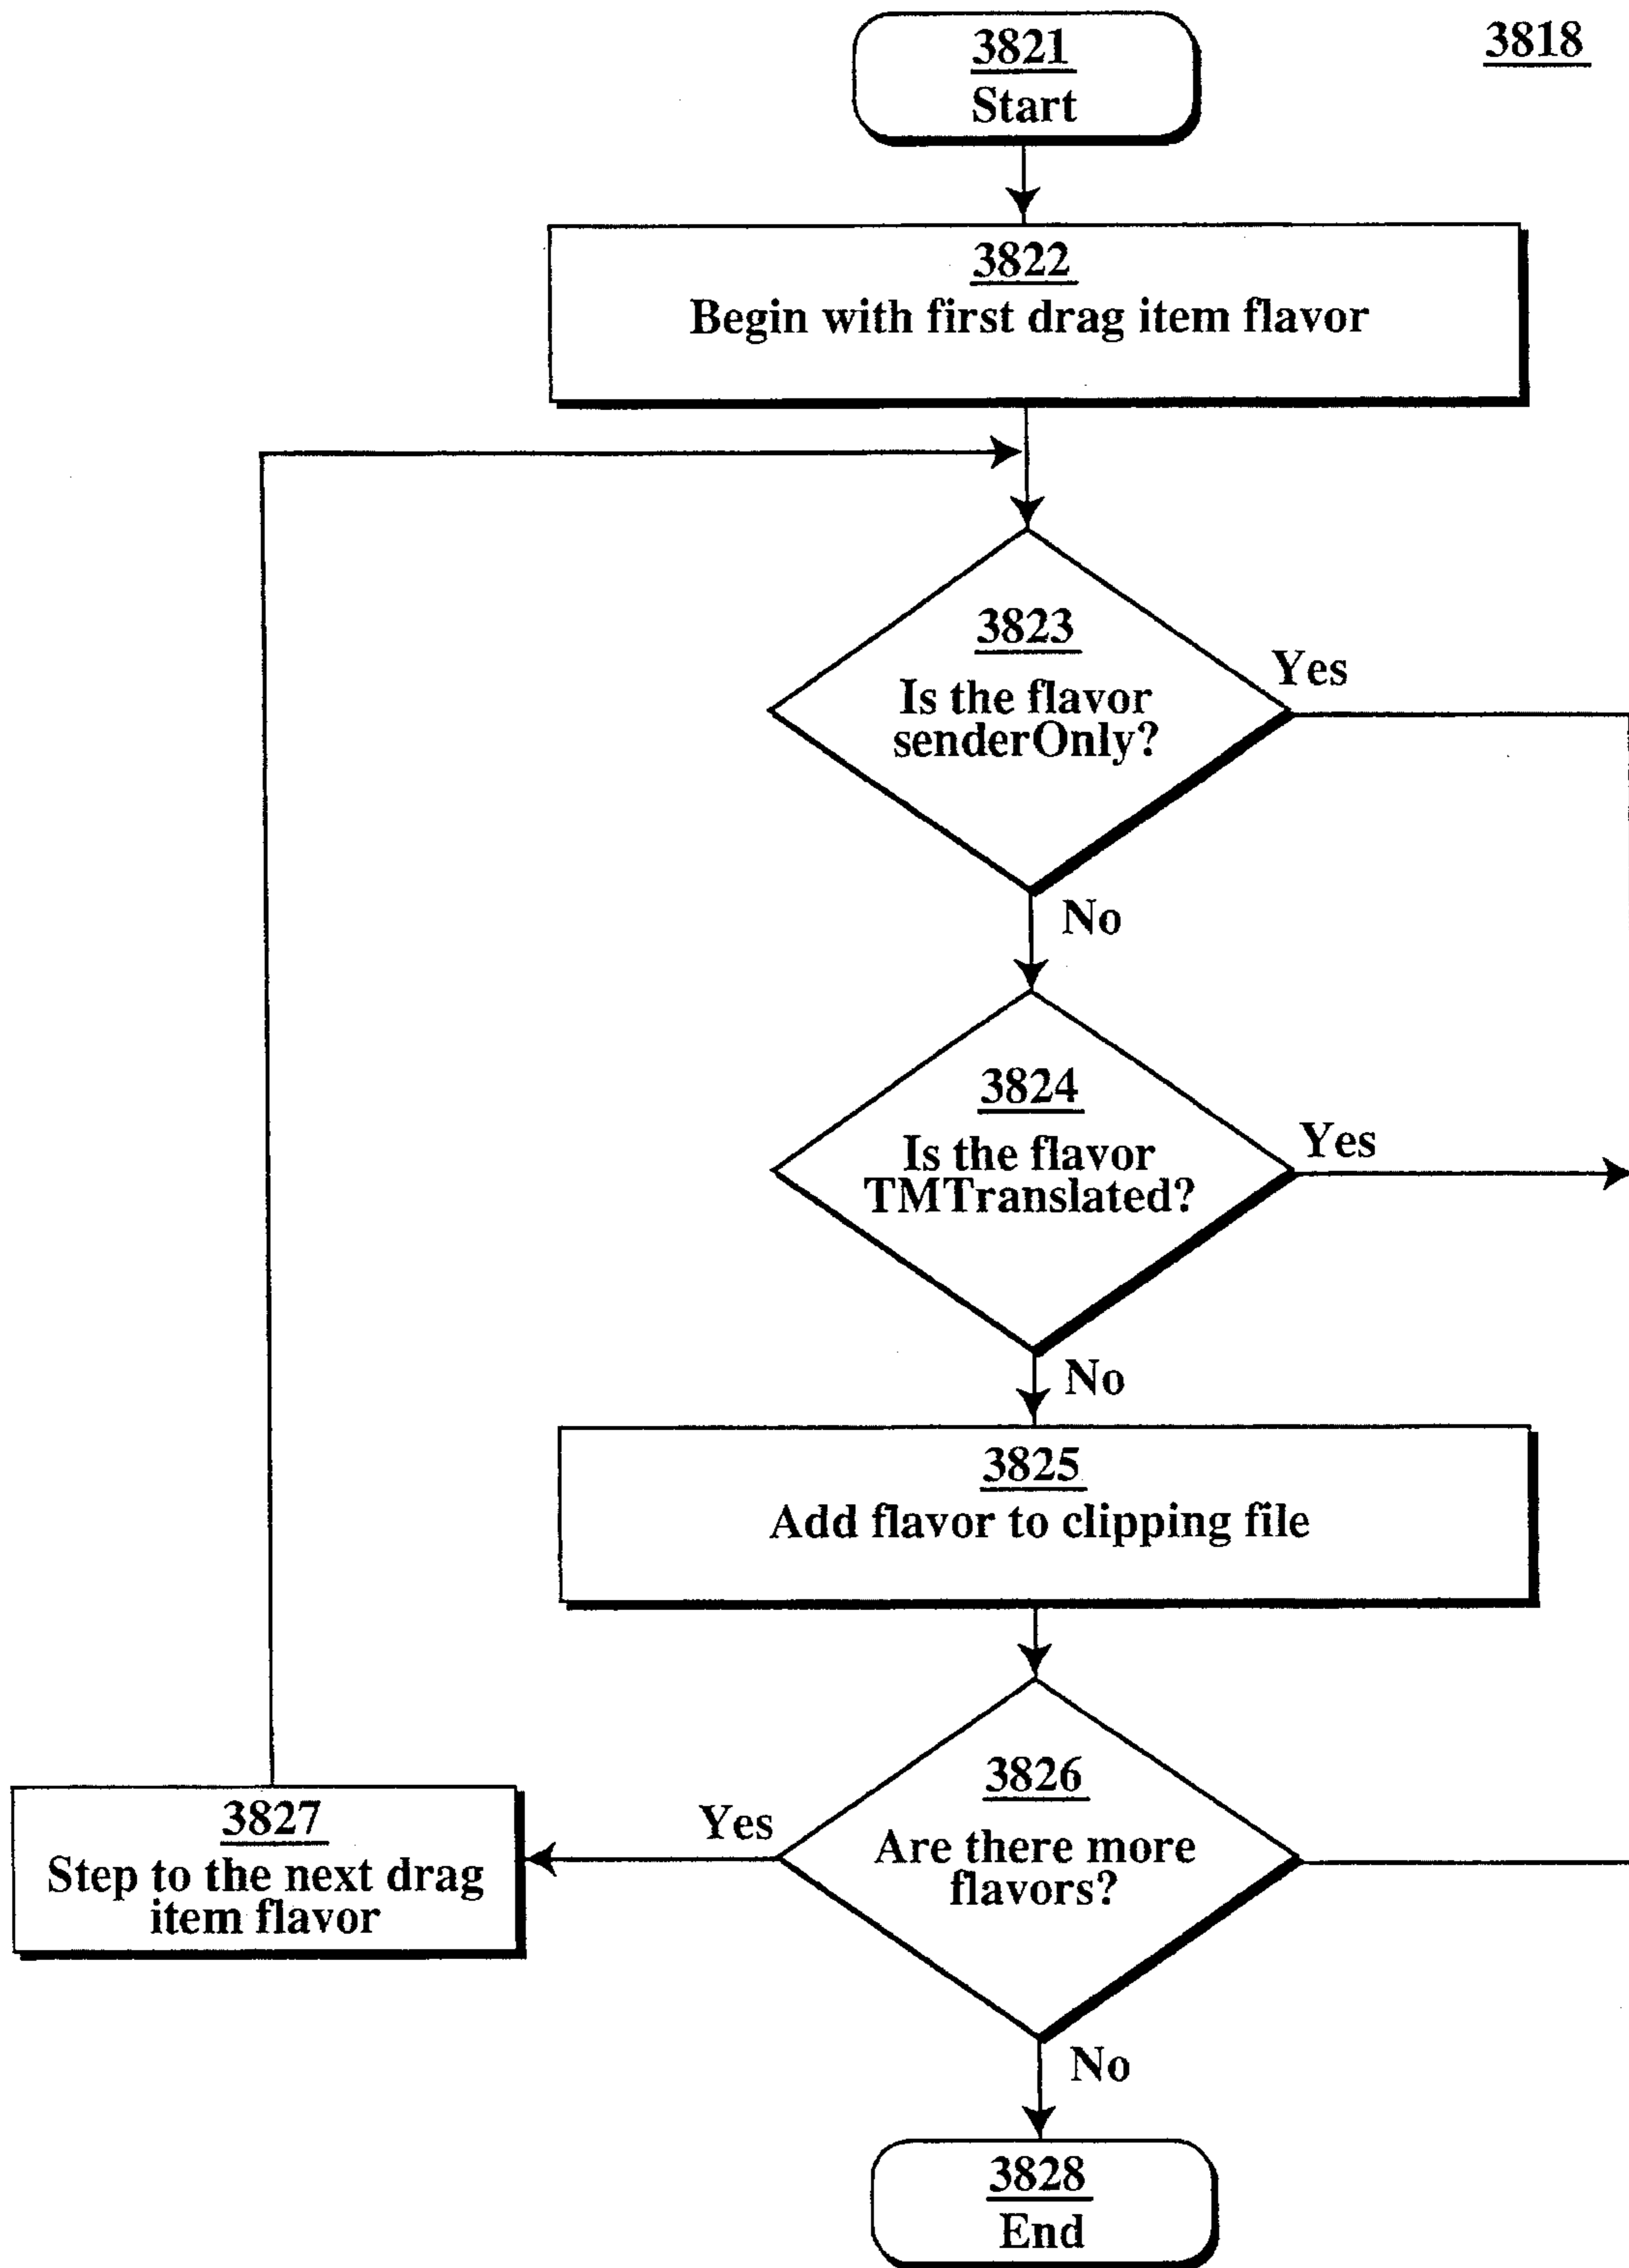 3818
3821
Start
3822
Begin with first drag item flavor
3823
Is the flavor
senderOnly?
Yes
No
3824
Is the flavor
TMTranslated?
Yes
No
3825
Add flavor to clipping file
3826
Are there more
flavors?
Yes
3827
Step to the next drag
item flavor
No
3828
End